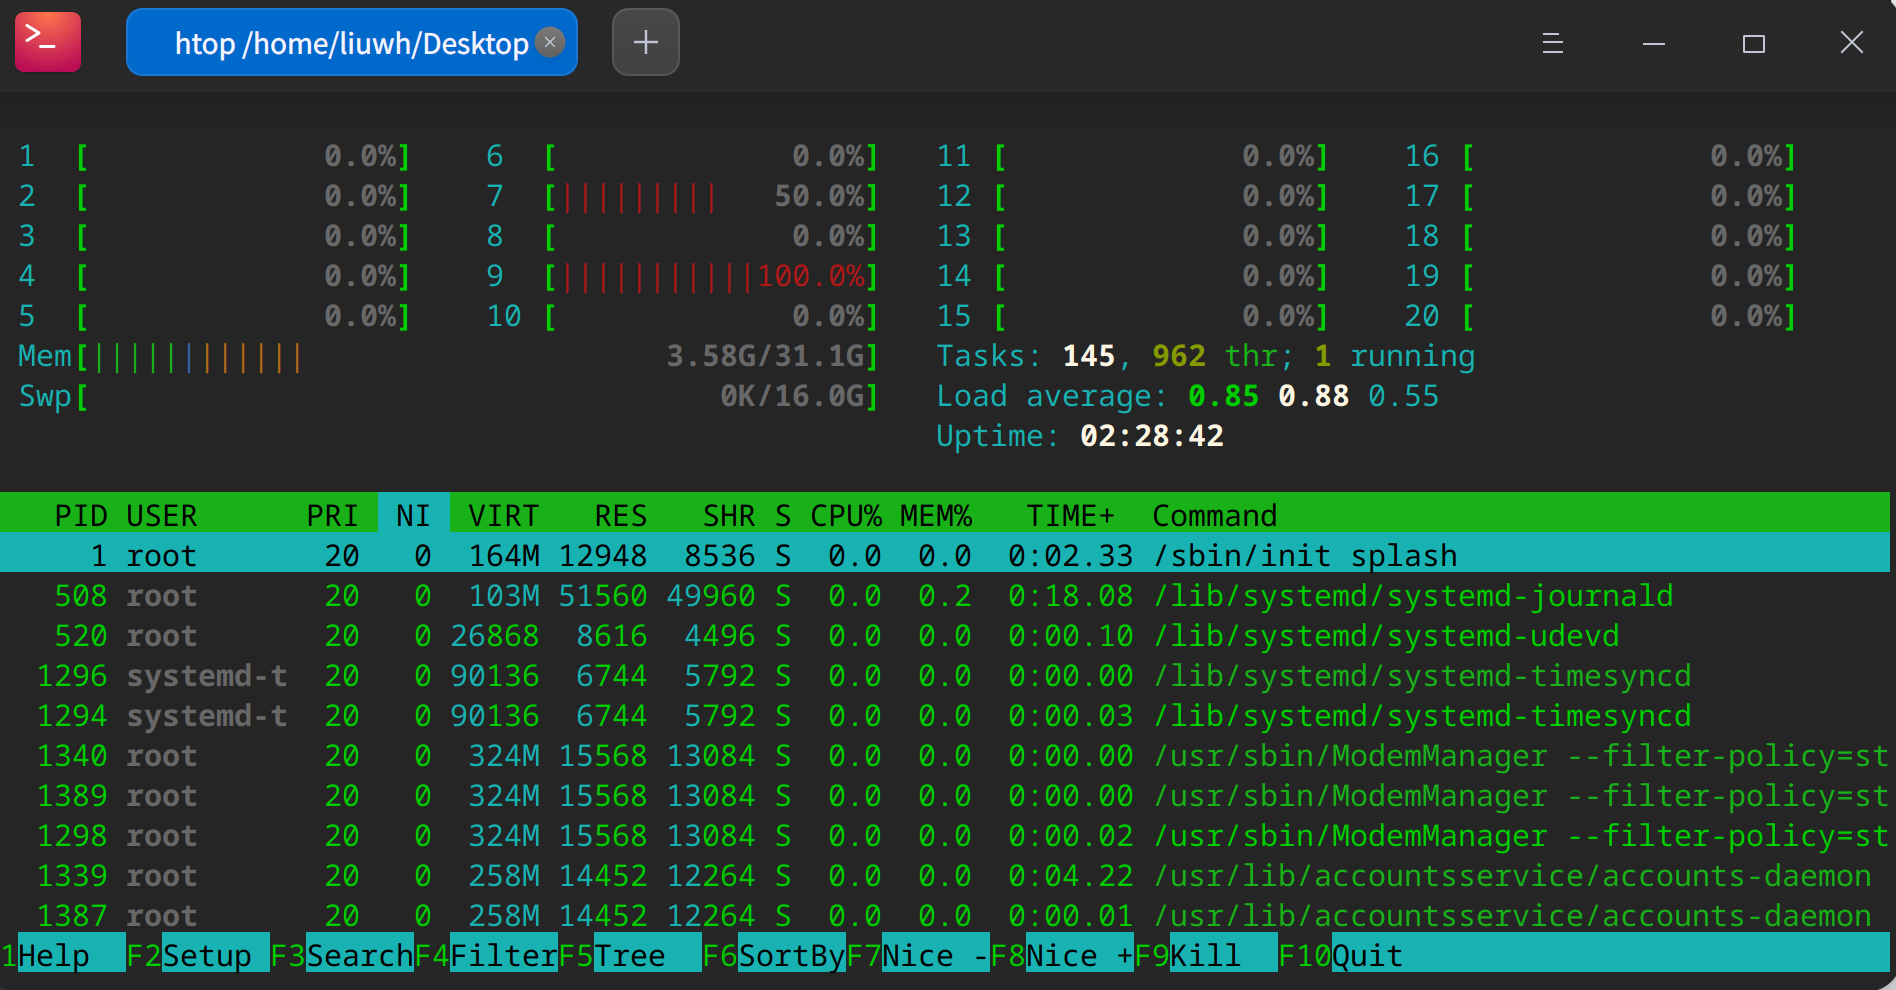 htop /home/liuwh/Desktop
1 [ 0.0%] 6 [ 0.0%] 11 [ 0.0%] 16 [ 0.0%]
2 [ 0.0%] 7 [||||||||| 50.0%] 12 [ 0.0%] 17 [ 0.0%]
3 [ 0.0%] 8 [ 0.0%] 13 [ 0.0%] 18 [ 0.0%]
4 [ 0.0%] 9 [|||||||||||100.0%] 14 [ 0.0%] 19 [ 0.0%]
5 [ 0.0%] 10 [ 0.0%] 15 [ 0.0%] 20 [ 0.0%]
Mem[|||||||||||| 3.58G/31.1G] Tasks: 145, 962 thr; 1 running
Swp[ 0K/16.0G] Load average: 0.85 0.88 0.55
Uptime: 02:28:42
PID USER PRI NI VIRT RES SHR S CPU% MEM% TIME+ Command
1 root 20 0 164M 12948 8536 S 0.0 0.0 0:02.33 /sbin/init splash
508 root 20 0 103M 51560 49960 S 0.0 0.2 0:18.08 /lib/systemd/systemd-journald
520 root 20 0 26868 8616 4496 S 0.0 0.0 0:00.10 /lib/systemd/systemd-udevd
1296 systemd-t 20 0 90136 6744 5792 S 0.0 0.0 0:00.00 /lib/systemd/systemd-timesyncd
1294 systemd-t 20 0 90136 6744 5792 S 0.0 0.0 0:00.03 /lib/systemd/systemd-timesyncd
1340 root 20 0 324M 15568 13084 S 0.0 0.0 0:00.00 /usr/sbin/ModemManager --filter-policy=st
1389 root 20 0 324M 15568 13084 S 0.0 0.0 0:00.00 /usr/sbin/ModemManager --filter-policy=st
1298 root 20 0 324M 15568 13084 S 0.0 0.0 0:00.02 /usr/sbin/ModemManager --filter-policy=st
1339 root 20 0 258M 14452 12264 S 0.0 0.0 0:04.22 /usr/lib/accountsservice/accounts-daemon
1387 root 20 0 258M 14452 12264 S 0.0 0.0 0:00.01 /usr/lib/accountsservice/accounts-daemon
1Help F2Setup F3SearchF4FilterF5Tree F6SortByF7Nice -F8Nice +F9Kill F10Quit